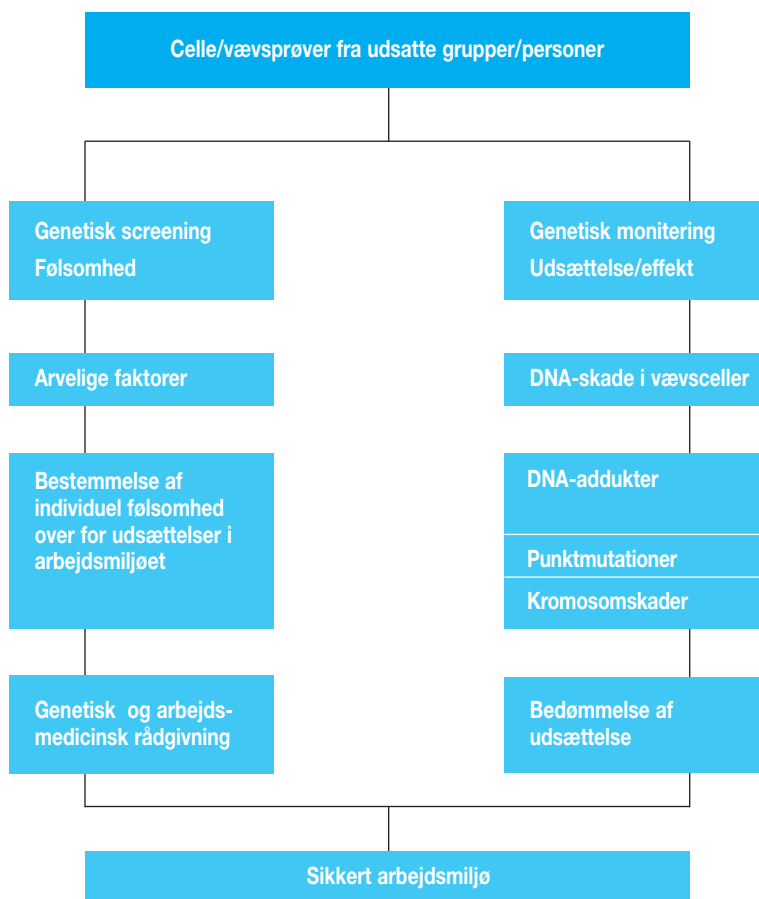 Celle/vævsprøver fra udsatte grupper/personer
Genetisk screening
Følsomhed
Arvelige faktorer
Bestemmelse af
individuel følsomhed
over for udsættelser i
arbejdsmiljøet
Genetisk og arbejds-
medicinsk rådgivning
Genetisk monitering
Udsættelse/effekt
DNA-skade i vævsceller
DNA-addukter
Punktmutationer
Kromosomskader
Bedømmelse af
udsættelse
Sikkert arbejdsmiljø